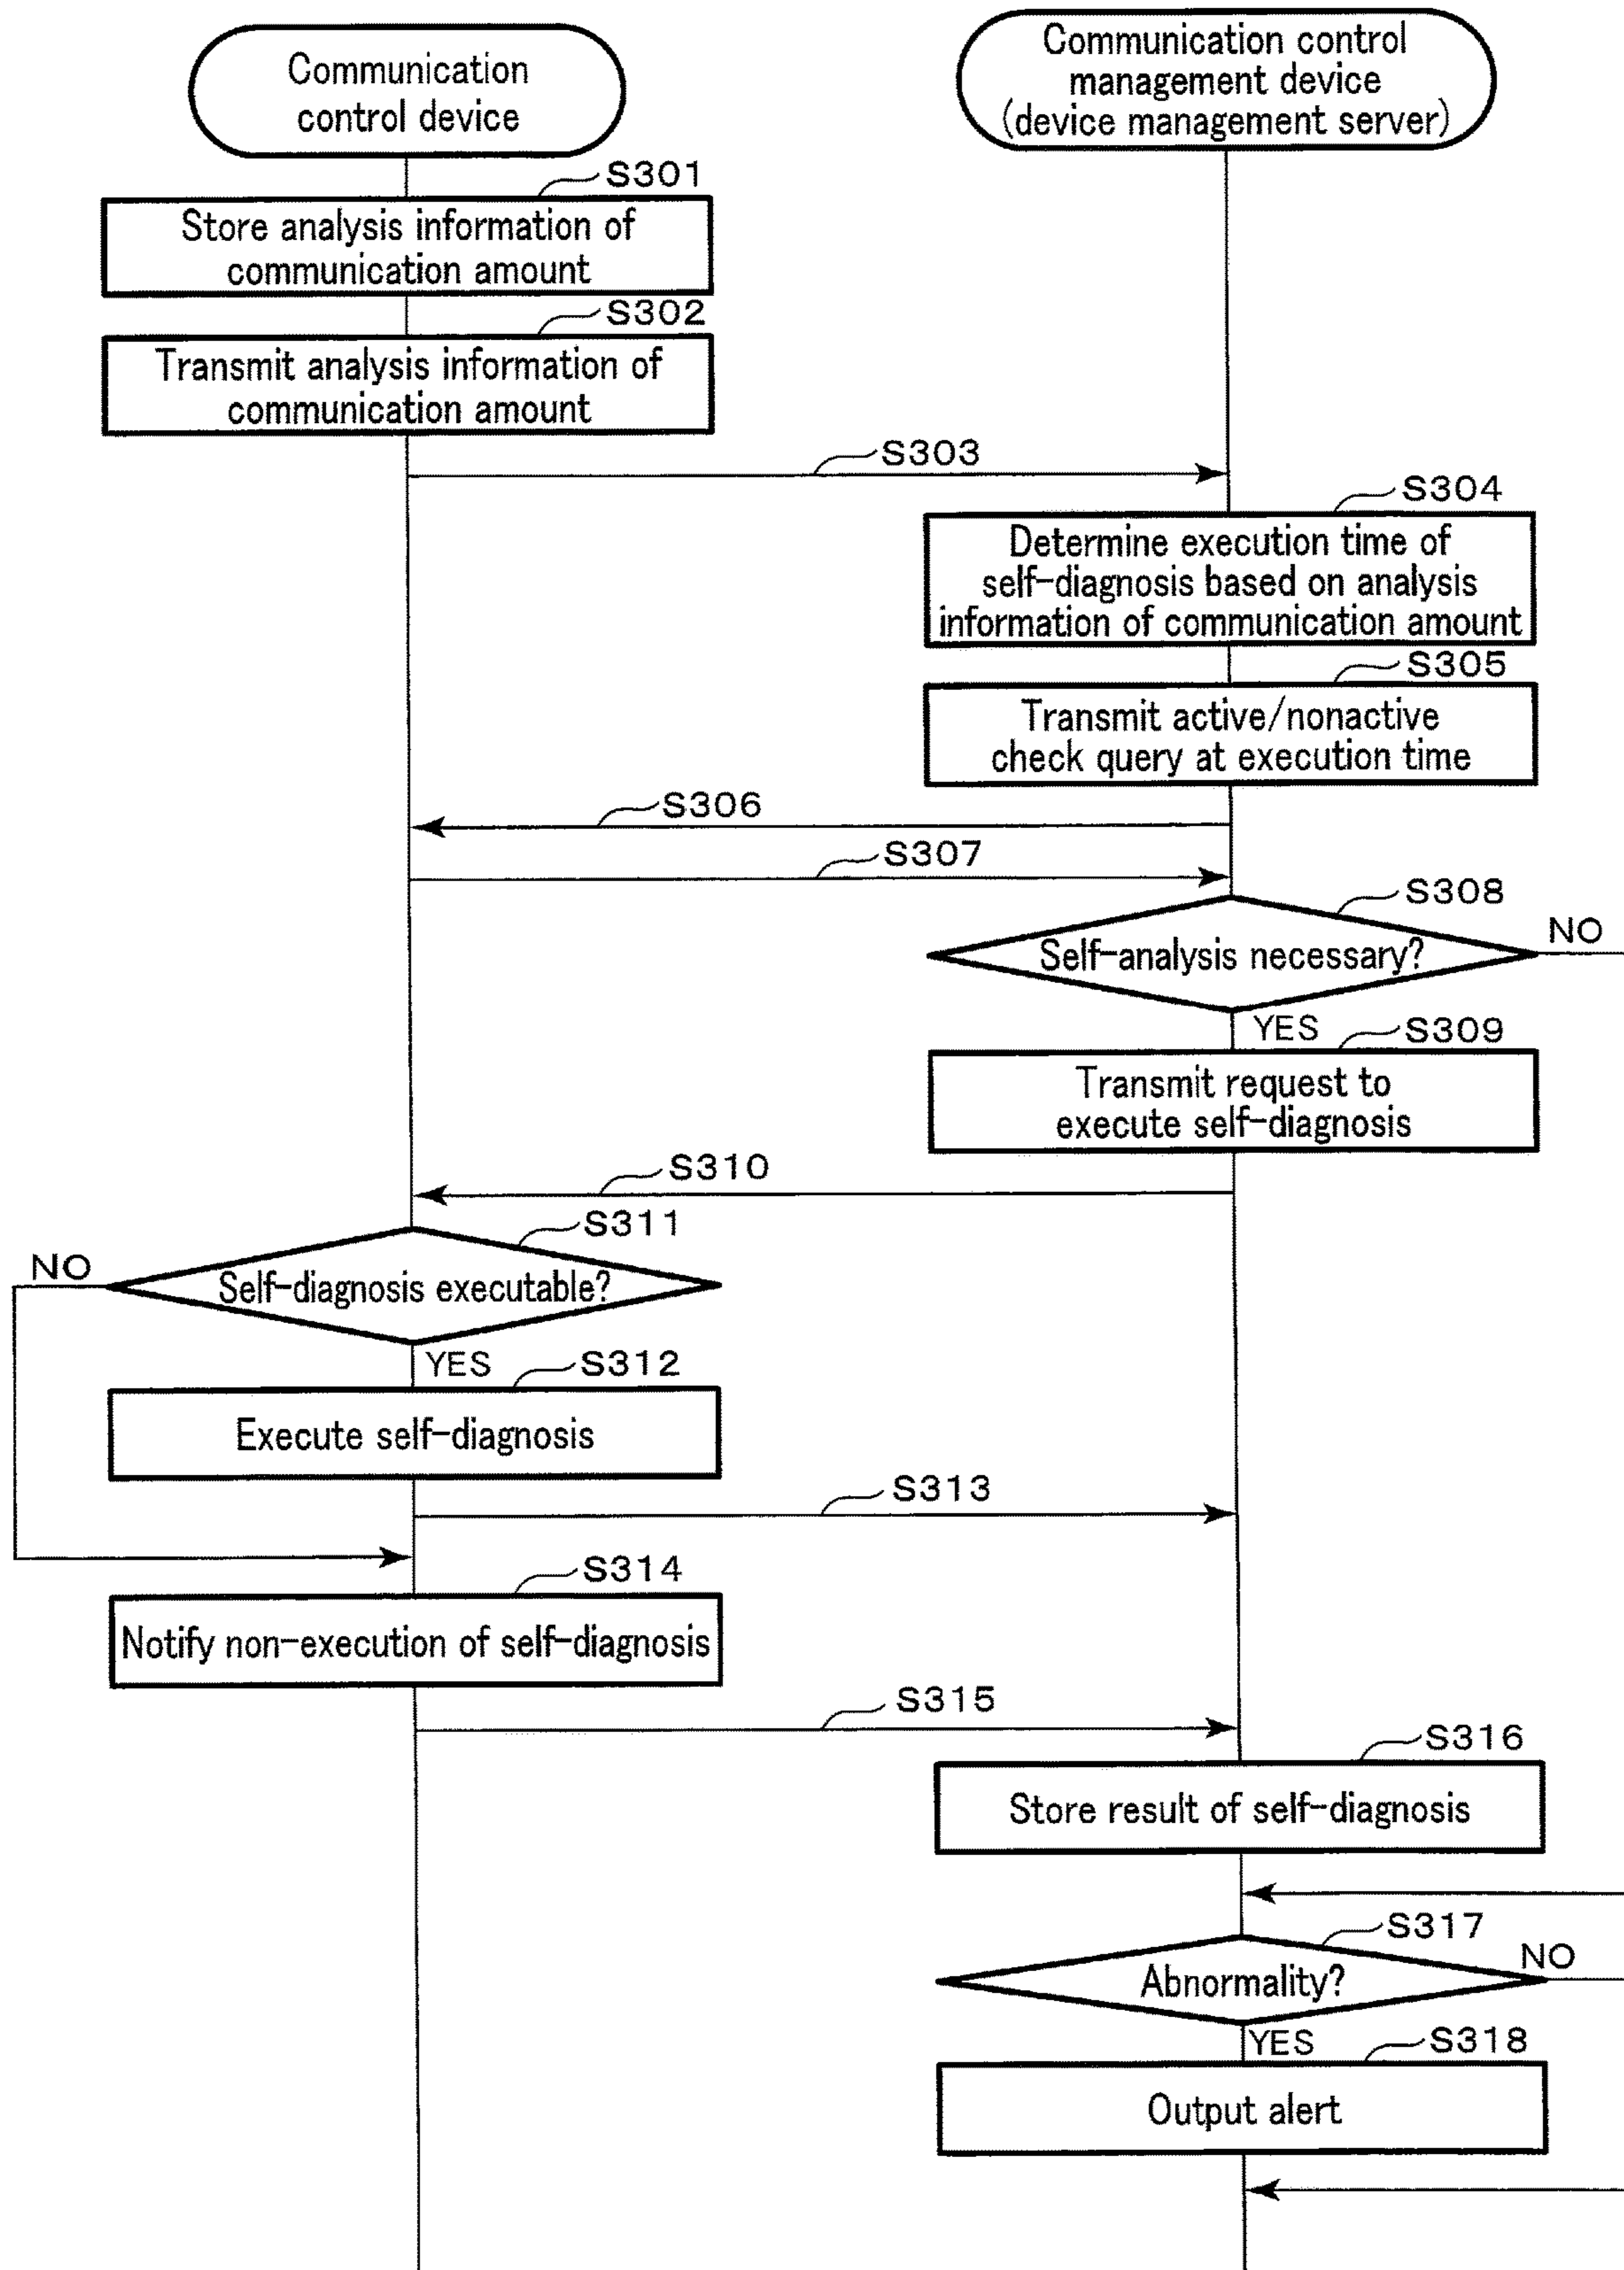 Communication
control device
Communication control
management device
(device management server)
S301
Store analysis information of
communication amount
S302
Transmit analysis information of
communication amount
S303
S304
Determine execution time of
self-diagnosis based on analysis
information of communication amount
S305
Transmit active/nonactive
check query at execution time
S306
S307
S308
Self-analysis necessary?
NO
YES
S309
Transmit request to
execute self-diagnosis
S310
S311
NO
Self-diagnosis executable?
YES
S312
Execute self-diagnosis
S313
S314
Notify non-execution of self-diagnosis
S315
S316
Store result of self-diagnosis
S317
NO
Abnormality?
YES
S318
Output alert